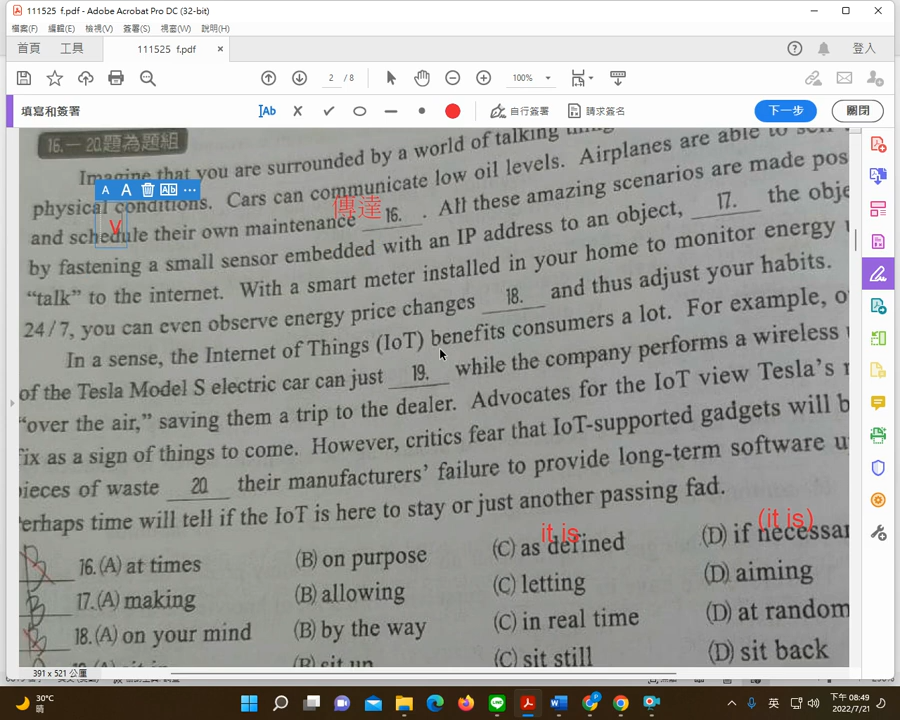 111525 f.pdf - Adobe Acrobat Pro DC (32-bit)
檔案(F) 編輯(E) 檢視(V) 簽署(S) 視窗(W) 說明(H)
首頁 工具 111525 f.pdf × 登入
2 / 8 100%
填寫和簽署 Ab 自行簽署 請求簽名 下一步 關閉
16.－20.題為題組
Imagine that you are surrounded by a world of talking
A A Ab
physical conditions. Cars can communicate low oil levels. Airplanes are able to
傳達
V
and schedule their own maintenance 16. . All these amazing scenarios are made pos
by fastening a small sensor embedded with an IP address to an object, 17. the obje
“talk” to the internet. With a smart meter installed in your home to monitor energy
24/7, you can even observe energy price changes 18. and thus adjust your habits.
In a sense, the Internet of Things (IoT) benefits consumers a lot. For example, o
of the Tesla Model S electric car can just 19. while the company performs a wireless
“over the air,” saving them a trip to the dealer. Advocates for the IoT view Tesla’s
fix as a sign of things to come. However, critics fear that IoT-supported gadgets will b
pieces of waste 20. their manufacturers’ failure to provide long-term software u
erhaps time will tell if the IoT is here to stay or just another passing fad.
it is (it is)
B 16.(A) at times (B) on purpose (C) as defined (D) if necessar
B 17.(A) making (B) allowing (C) letting (D) aiming
B 18.(A) on your mind (B) by the way (C) in real time (D) at random
(B) sit up (C) sit still (D) sit back
391 x 521 公厘
30°C
晴
英
下午 08:49
2022/7/21